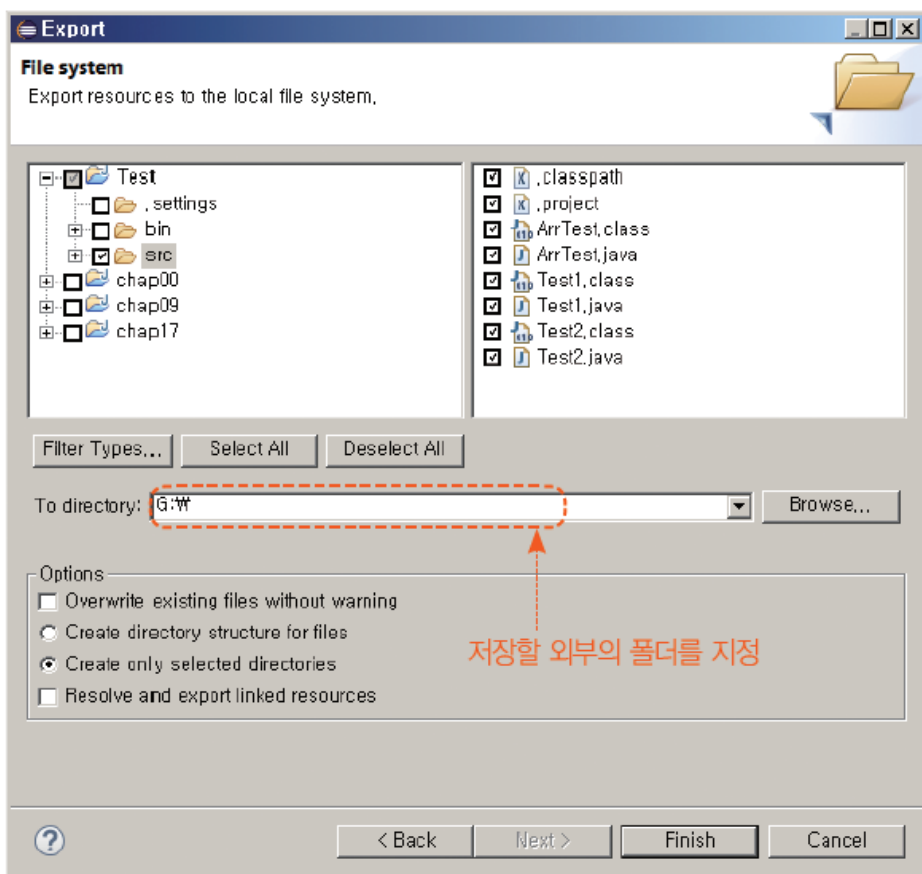 Export
File system
Export resources to the local file system,
Test
.settings
bin
src
chap00
chap09
chap17
.classpath
.project
ArrTest.class
ArrTest.java
Test1.class
Test1.java
Test2.class
Test2.java
Filter Types...
Select All
Deselect All
To directory: G:₩
Browse...
Options
Overwrite existing files without warning
Create directory structure for files
Create only selected directories
Resolve and export linked resources
저장할 외부의 폴더를 지정
< Back
Next >
Finish
Cancel